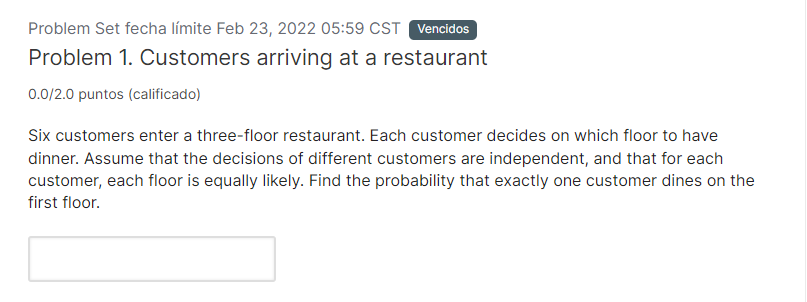 Problem Set fecha límite Feb 23, 2022 05:59 CST Vencidos
Problem 1. Customers arriving at a restaurant
0.0/2.0 puntos (calificado)
Six customers enter a three-floor restaurant. Each customer decides on which floor to have
dinner. Assume that the decisions of different customers are independent, and that for each
customer, each floor is equally likely. Find the probability that exactly one customer dines on the
first floor.